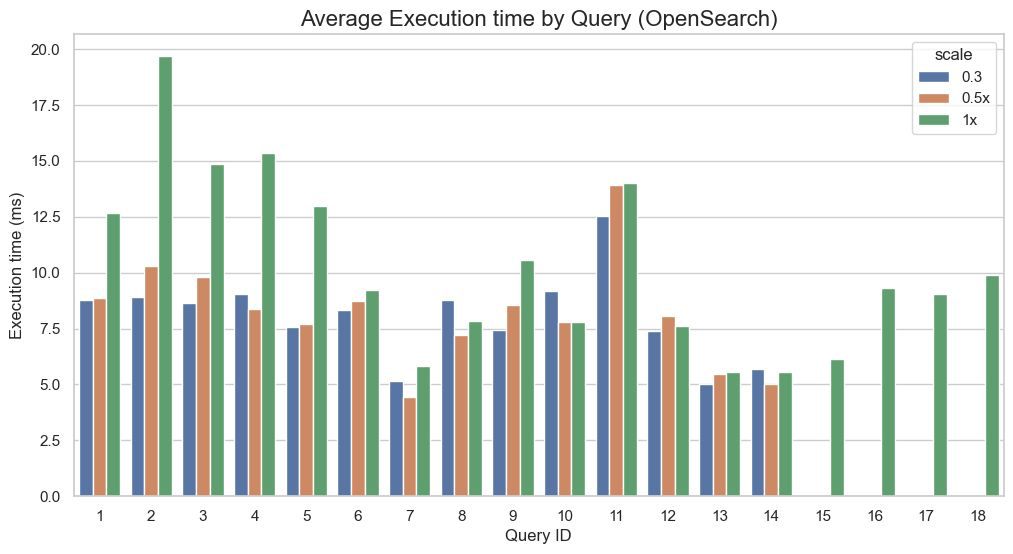 Average Execution time by Query (OpenSearch)
scale
0.3
0.5x
1x
20.0
17.5
15.0
12.5
10.0
7.5
5.0
2.5
0.0
Execution time (ms)
1 2 3 4 5 6 7 8 9 10 11 12 13 14 15 16 17 18
Query ID